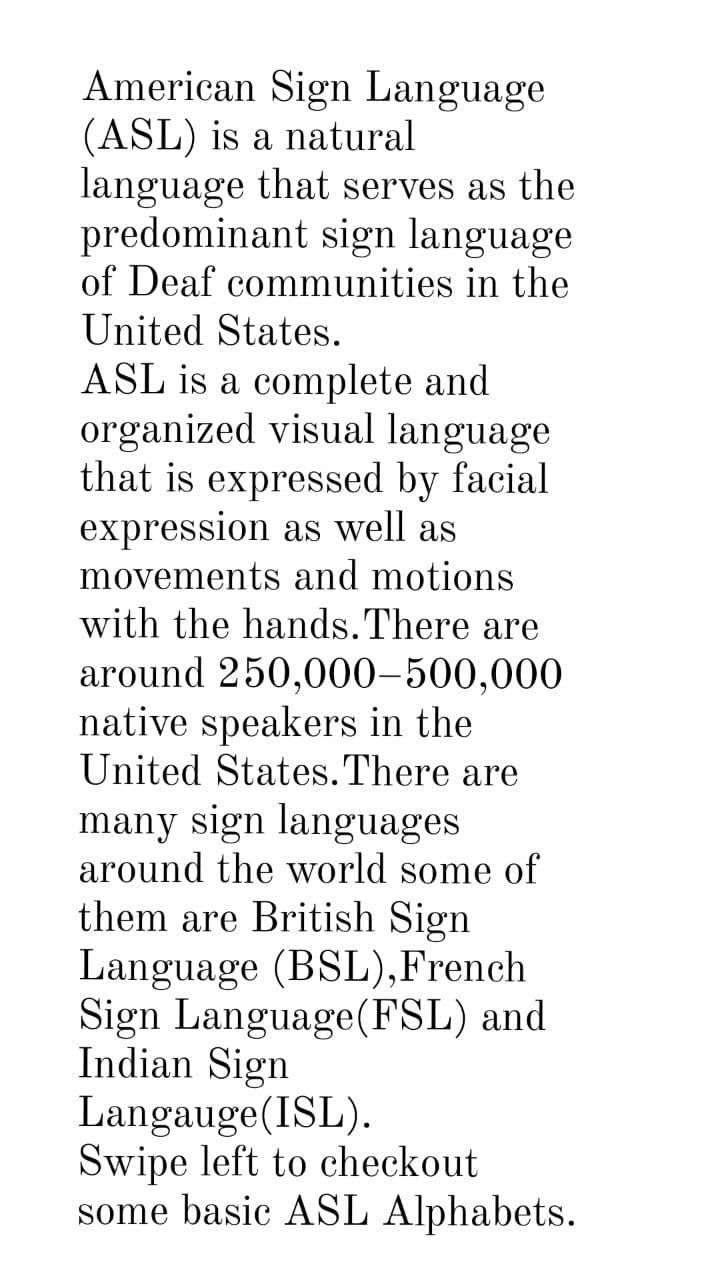 American Sign Language
(ASL) is a natural
language that serves as the
predominant sign language
of Deaf communities in the
United States.
ASL is a complete and
organized visual language
that is expressed by facial
expression as well as
movements and motions
with the hands.There are
around 250,000–500,000
native speakers in the
United States.There are
many sign languages
around the world some of
them are British Sign
Language (BSL),French
Sign Language(FSL) and
Indian Sign
Langauge(ISL).
Swipe left to checkout
some basic ASL Alphabets.